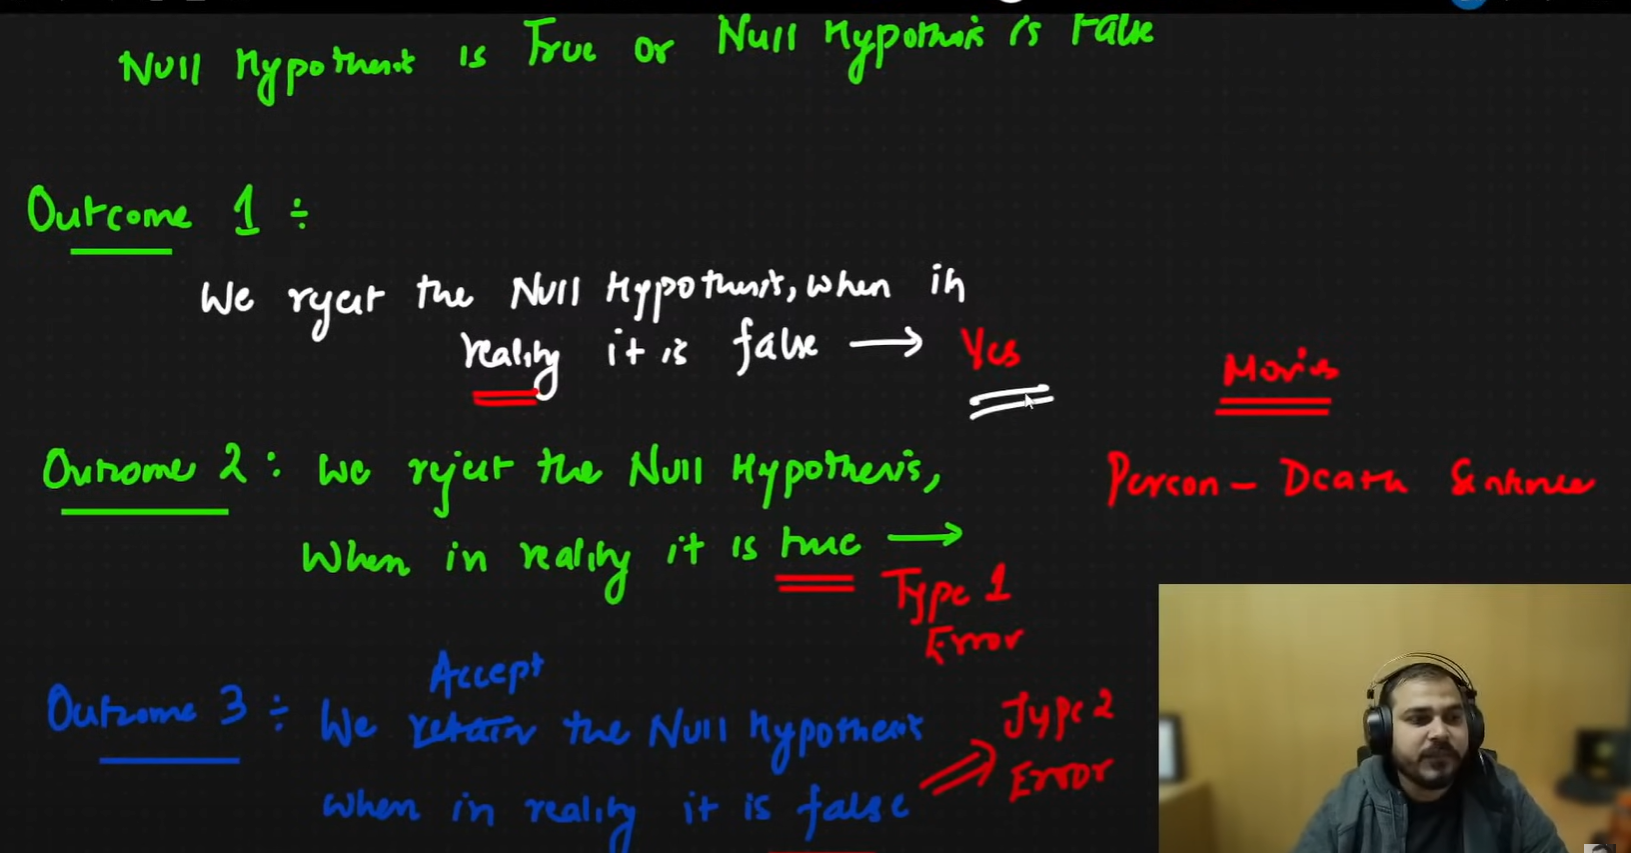 Null Hypothesis is True or Null Hypothesis is False
Outcome 1 ÷
We reject the Null Hypothesis, when in
reality it is false → Yes
Movies
Outcome 2 : We reject the Null Hypothesis,
Person - Death Sentence
When in reality it is true →
Type 1
Error
Accept
Outcome 3 ÷ We retain the Null Hypothesis
Type 2
Error
when in reality it is false